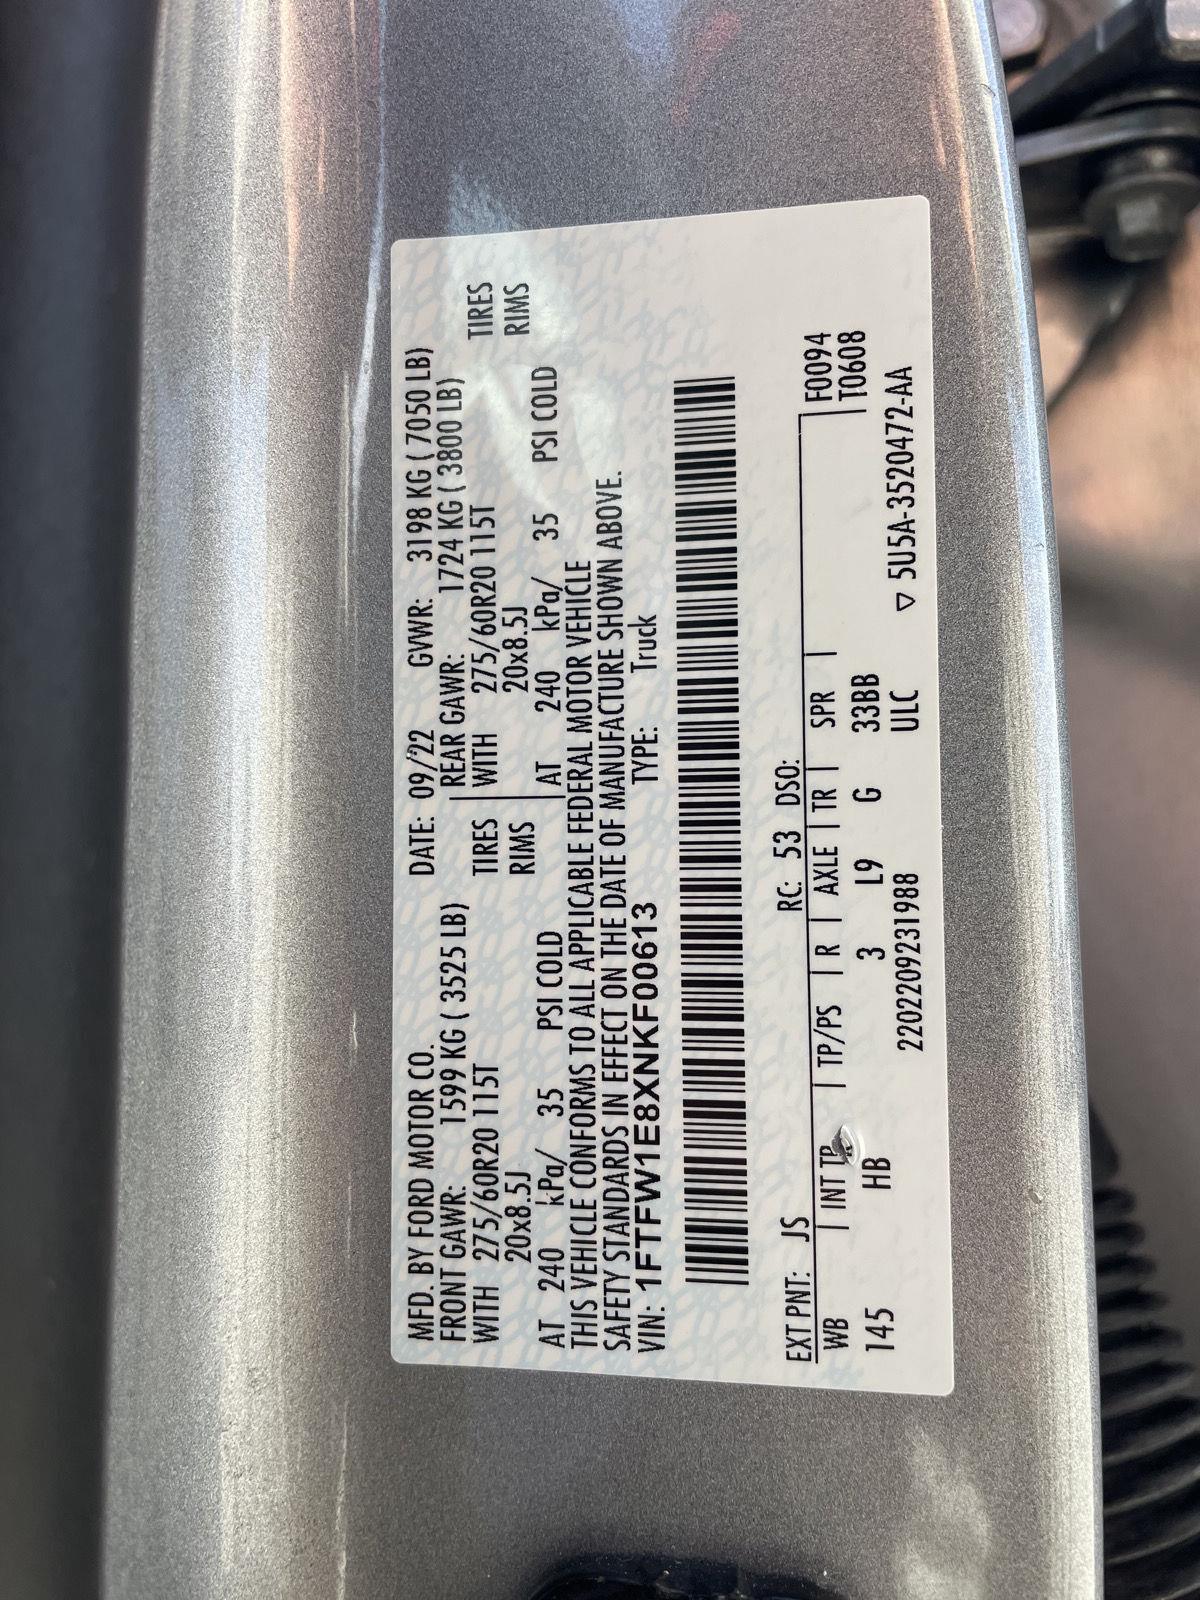 MFD. BY FORD MOTOR CO. DATE: 09/22 GVWR: 3198 KG ( 7050 LB)
FRONT GAWR: 1599 KG ( 3525 LB) REAR GAWR: 1724 KG ( 3800 LB)
WITH 275/60R20 115T TIRES WITH 275/60R20 115T TIRES
20x8.5J RIMS 20x8.5J RIMS
AT 240 kPa/ 35 PSI COLD AT 240 kPa/ 35 PSI COLD
THIS VEHICLE CONFORMS TO ALL APPLICABLE FEDERAL MOTOR VEHICLE
SAFETY STANDARDS IN EFFECT ON THE DATE OF MANUFACTURE SHOWN ABOVE.
VIN: 1FTFW1E8XNKF00613 TYPE: Truck
EXT PNT: JS RC: 53 DSO: F0094
WB INT TR TP/PS R AXLE TR SPR T0608
145 HB 3 L9 G 33BB
2202209231988 ULC ▽ 5U5A-3520472-AA